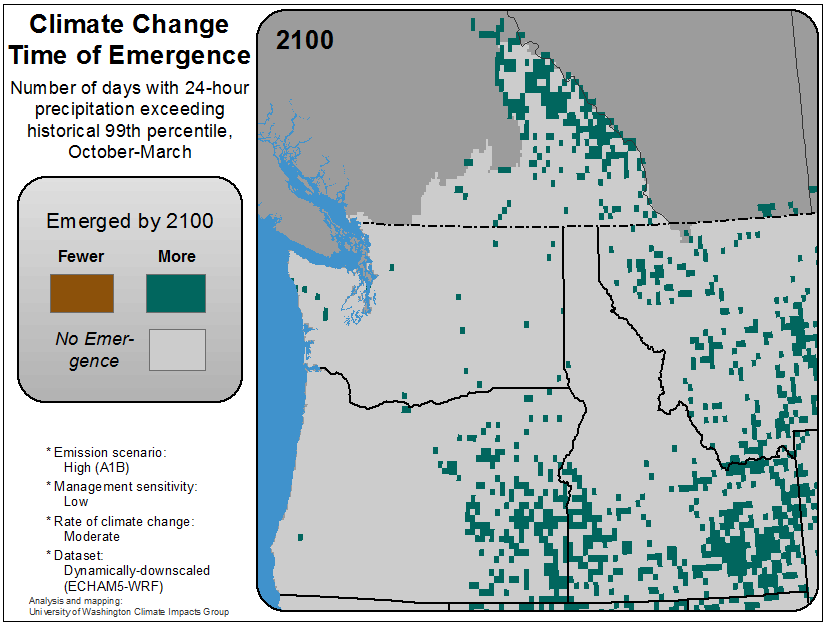 Climate Change
Time of Emergence
Number of days with 24-hour
precipitation exceeding
historical 99th percentile,
October-March
2100
Emerged by 2100
Fewer
More
No Emer-
gence
* Emission scenario:
High (A1B)
* Management sensitivity:
Low
* Rate of climate change:
Moderate
* Dataset:
Dynamically-downscaled
(ECHAM5-WRF)
Analysis and mapping:
University of Washington Climate Impacts Group